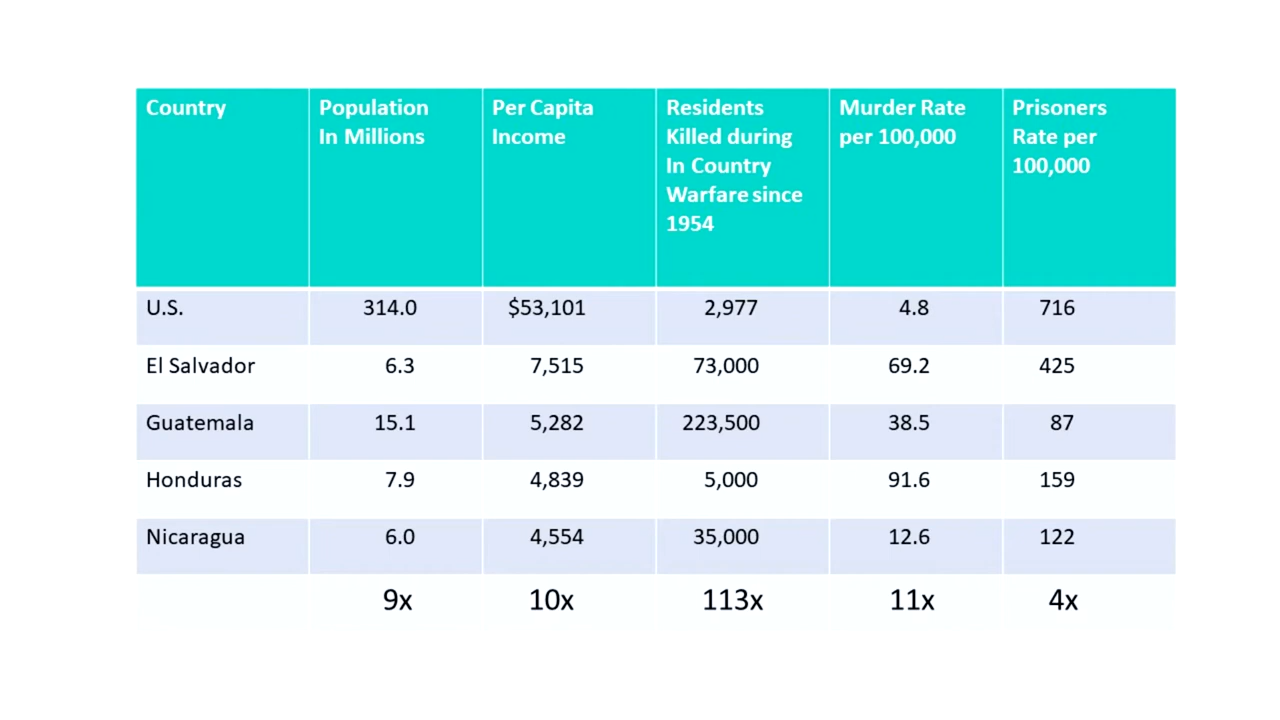 Country Population In Millions Per Capita Income Residents Killed during In Country Warfare since 1954 Murder Rate per 100,000 Prisoners Rate per 100,000
U.S. 314.0 $53,101 2,977 4.8 716
El Salvador 6.3 7,515 73,000 69.2 425
Guatemala 15.1 5,282 223,500 38.5 87
Honduras 7.9 4,839 5,000 91.6 159
Nicaragua 6.0 4,554 35,000 12.6 122
9x 10x 113x 11x 4x